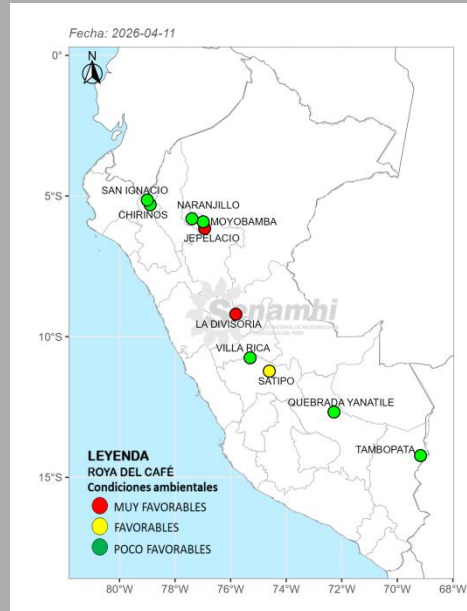 Fecha: 2026-04-11
N
0°
SAN IGNACIO
5°S
NARANJILLO
CHIRINOS
MOYOBAMBA
JEPELACIO
Senamhi
LA DIVISORIA
10°S
VILLA RICA
SATIPO
QUEBRADA YANATILE
TAMBOPATA
15°S
LEYENDA
ROYA DEL CAFÉ
Condiciones ambientales
MUY FAVORABLES
FAVORABLES
POCO FAVORABLES
80°W 78°W 76°W 74°W 72°W 70°W 68°W